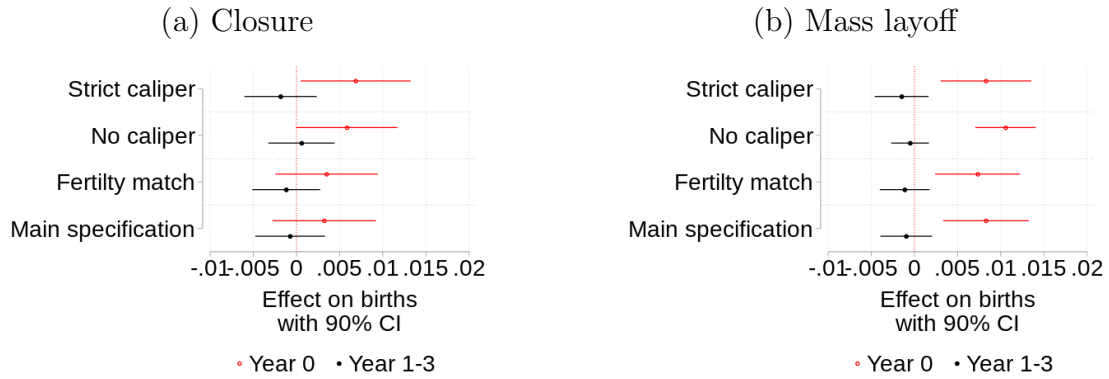 (a) Closure
Strict caliper
No caliper
Fertilty match
Main specification
-.01 -.005 0 .005 .01 .015 .02
Effect on births
with 90% CI
Year 0 Year 1-3
(b) Mass layoff
Strict caliper
No caliper
Fertilty match
Main specification
-.01 -.005 0 .005 .01 .015 .02
Effect on births
with 90% CI
Year 0 Year 1-3